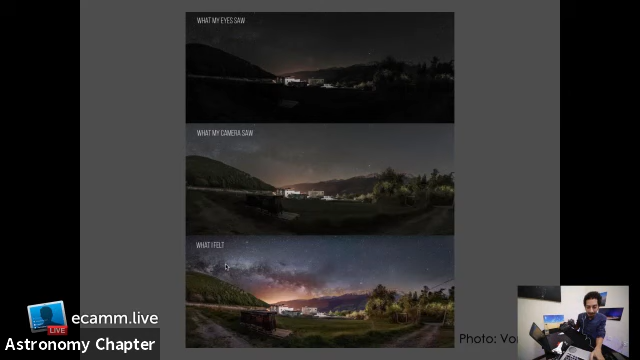 WHAT MY EYES SAW
WHAT MY CAMERA SAW
WHAT I FELT
LIVE
ecamm.live
Astronomy Chapter
Photo: